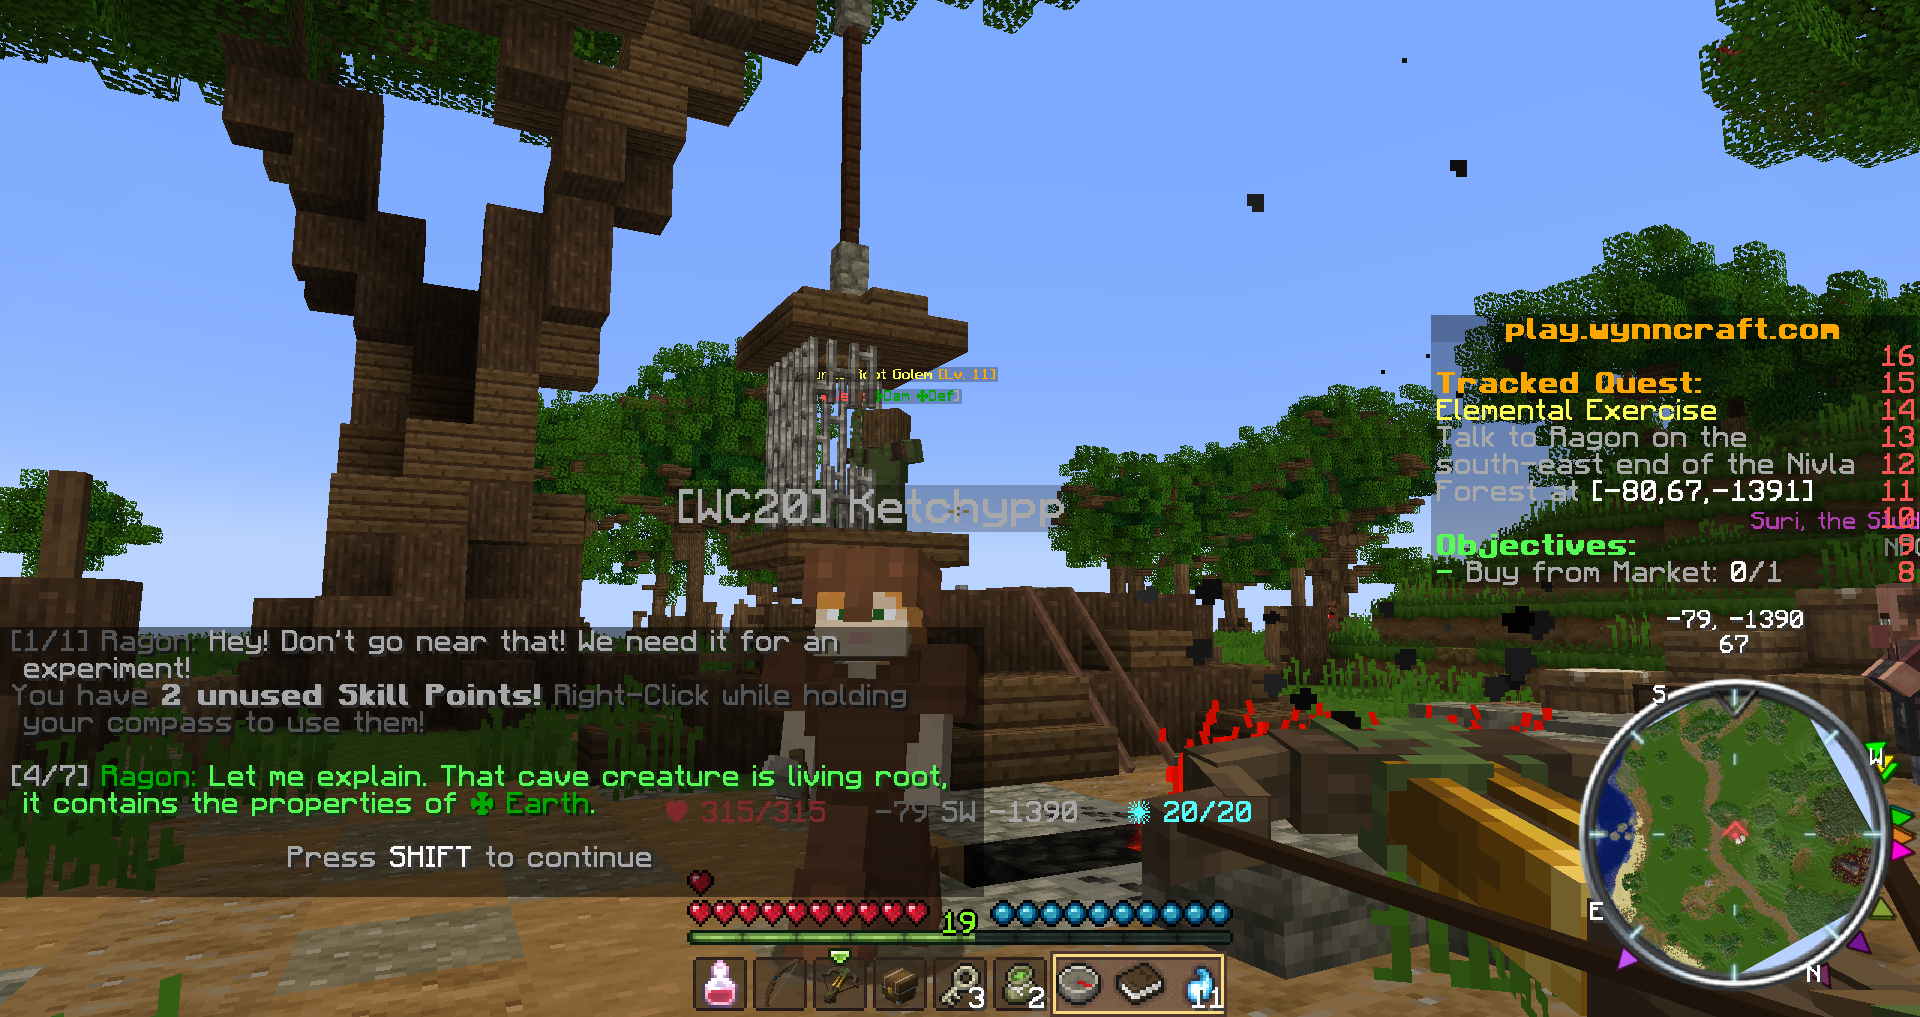 play.wynncraft.com
16
Tracked Quest:
15
Elemental Exercise
14
Talk to Ragon on the
13
south-east end of the Nivla
12
Forest at [-80,67,-1391]
11
Suri, the
10
Objectives:
9
- Buy from Market: 0/1
8
-79, -1390
67
Golem [Lv. 11]
Dam Def]
[WC20] Ketchypp
[1/1] Ragon: Hey! Don't go near that! We need it for an
experiment!
You have 2 unused Skill Points! Right-Click while holding
your compass to use them!
[4/7] Ragon: Let me explain. That cave creature is living root,
it contains the properties of ✤ Earth.
Press SHIFT to continue
315/315
-79 SW -1390
20/20
19
3
2
11
S
W
E
N